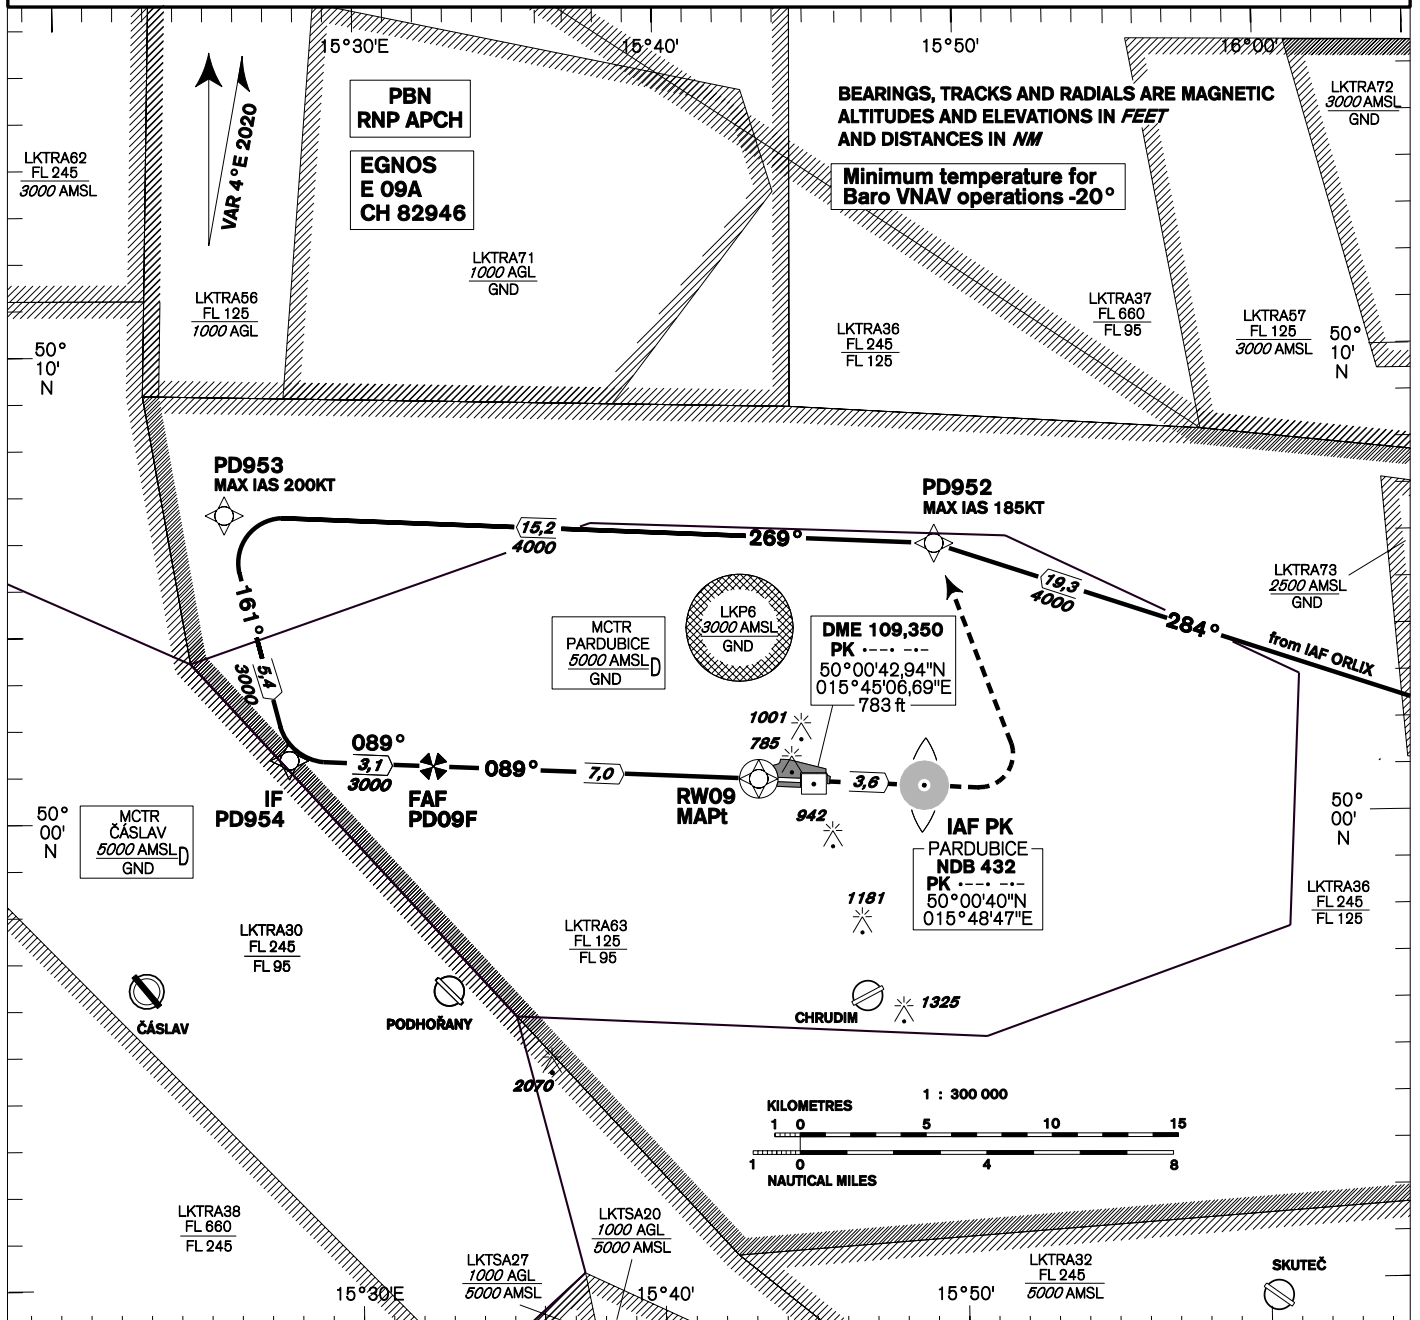 15°30'E
15°40'
15°50'
16°00'
VAR 4°E 2020
PBN
RNP APCH
EGNOS
E 09A
CH 82946
BEARINGS, TRACKS AND RADIALS ARE MAGNETIC
ALTITUDES AND ELEVATIONS IN FEET
AND DISTANCES IN NM
Minimum temperature for
Baro VNAV operations -20°
LKTRA72
3000 AMSL
GND
LKTRA62
FL 245
3000 AMSL
LKTRA71
1000 AGL
GND
LKTRA56
FL 125
1000 AGL
LKTRA36
FL 245
FL 125
LKTRA37
FL 660
FL 95
LKTRA57
FL 125
3000 AMSL
50°
10'
N
50°
10'
N
PD953
MAX IAS 200KT
PD952
MAX IAS 185KT
15,2
4000
269°
19,3
4000
284°
from IAF ORLIX
LKTRA73
2500 AMSL
GND
161°
5,4
3000
MCTR
PARDUBICE
5000 AMSL D
GND
LKP6
3000 AMSL
GND
DME 109,350
PK ·--· -·-
50°00'42,94"N
015°45'06,69"E
783 ft
1001
785
089°
3,1
3000
089°
7,0
3,6
IF
PD954
FAF
PD09F
RW09
MAPt
942
IAF PK
PARDUBICE
NDB 432
PK ·--· -·-
50°00'40"N
015°48'47"E
50°
00'
N
50°
00'
N
MCTR
ČÁSLAV
5000 AMSL D
GND
1181
LKTRA36
FL 245
FL 125
LKTRA30
FL 245
FL 95
LKTRA63
FL 125
FL 95
ČÁSLAV
PODHOŘANY
CHRUDIM
1325
2070
1 : 300 000
KILOMETRES
1 0 5 10 15
1 0 4 8
NAUTICAL MILES
LKTRA38
FL 660
FL 245
LKTSA20
1000 AGL
5000 AMSL
LKTSA27
1000 AGL
5000 AMSL
LKTRA32
FL 245
5000 AMSL
SKUTEČ
15°30'E
15°40'
15°50'